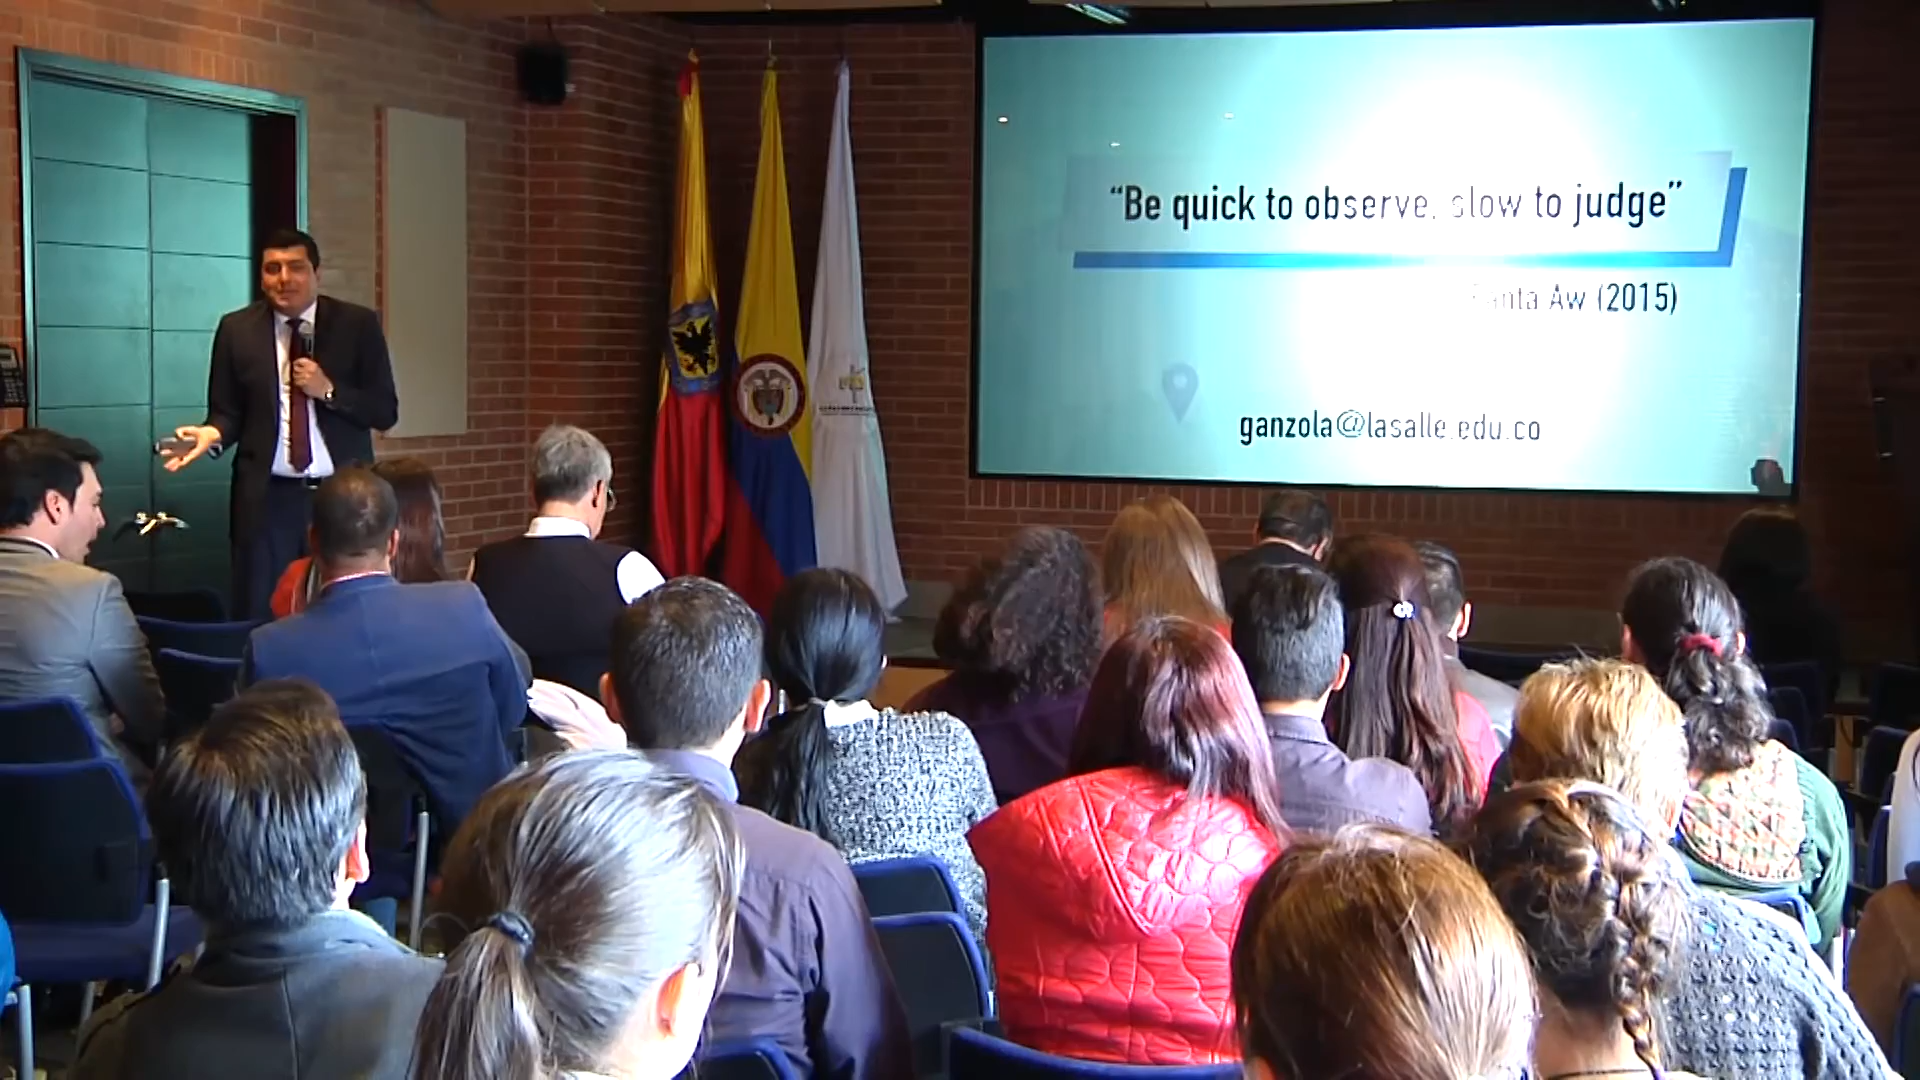 “Be quick to observe, slow to judge”
Aw (2015)
ganzola@lasalle.edu.co